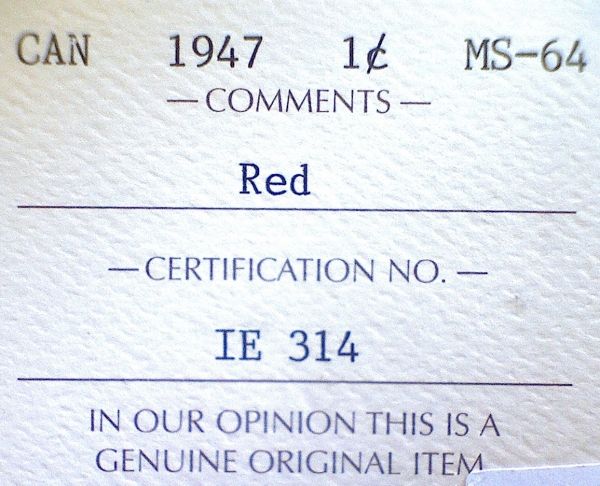 CAN 1947 1¢ MS-64
—COMMENTS—
Red
—CERTIFICATION NO.—
IE 314
IN OUR OPINION THIS IS A
GENUINE ORIGINAL ITEM